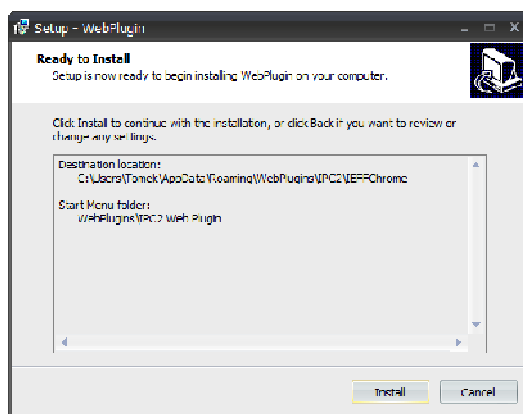 Setup - WebPlugin
Ready to Install
Setup is now ready to begin installing WebPlugin on your computer.
Click Install to continue with the installation, or click Back if you want to review or
change any settings.
Destination location:
C:\Users\Tomek\AppData\Roaming\WebPlugins\IPC2\IEFFChrome
Start Menu folder:
WebPlugins\IPC2 Web Plugin
Install
Cancel